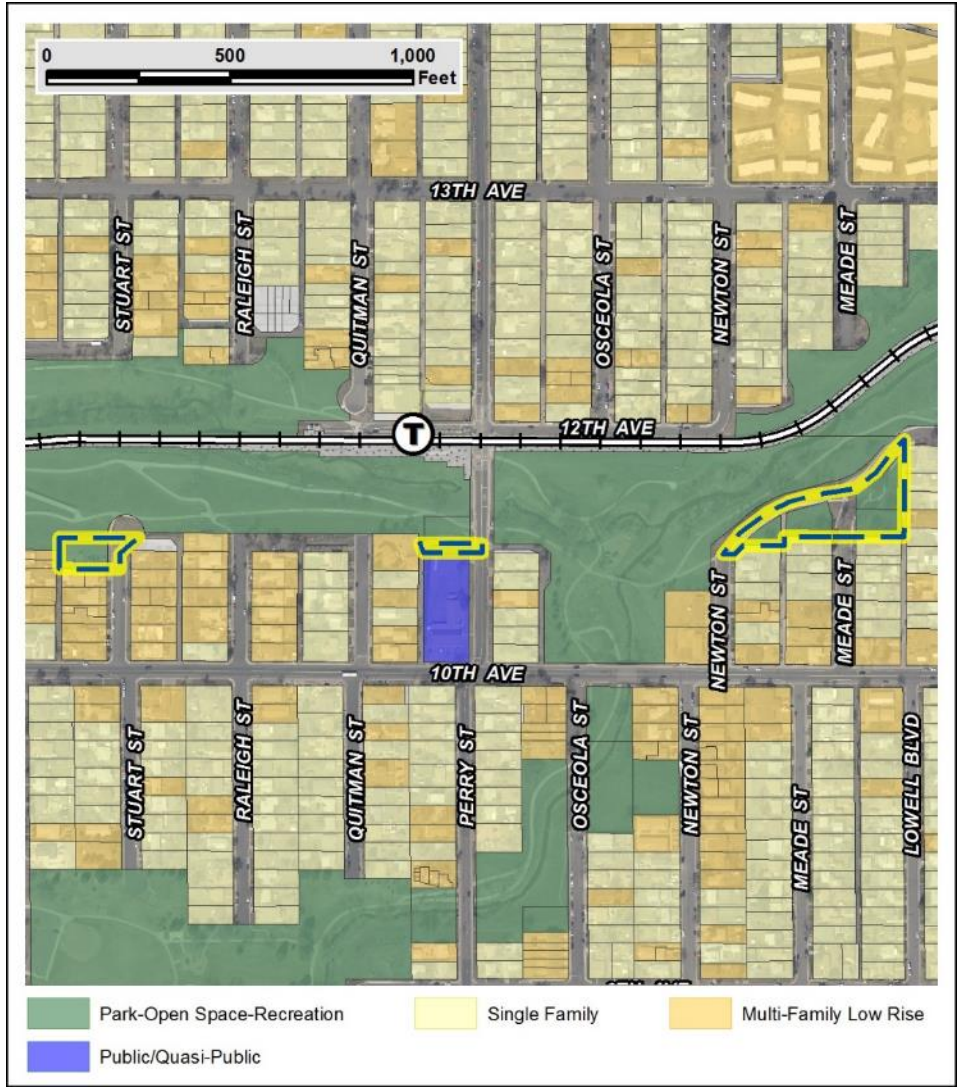 0 500 1,000
Feet
13TH AVE
STUART ST
RALEIGH ST
QUITMAN ST
OSCEOLA ST
NEWTON ST
MEADE ST
T
12TH AVE
NEWTON ST
MEADE ST
10TH AVE
STUART ST
RALEIGH ST
QUITMAN ST
PERRY ST
OSCEOLA ST
NEWTON ST
MEADE ST
LOWELL BLVD
Park-Open Space-Recreation Single Family Multi-Family Low Rise
Public/Quasi-Public